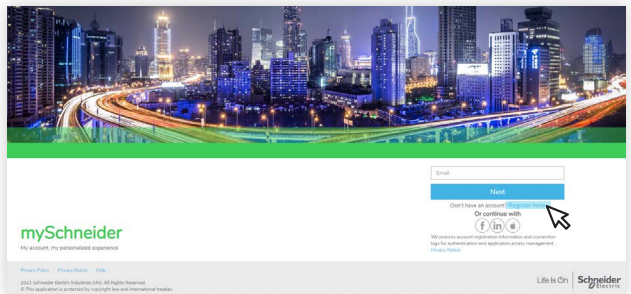 Email
Next
Don't have an account? Register here
Or continue with
f in
We process account registration information and connection
logs for authentication and application access management ..
Privacy Notice
mySchneider
My account, my personalized experience
Privacy Policy Privacy Notice Help
2021 Schneider Electric Industries SAS. All Rights Reserved.
© This application is protected by copyright law and international treaties.
Life Is On Schneider
Electric